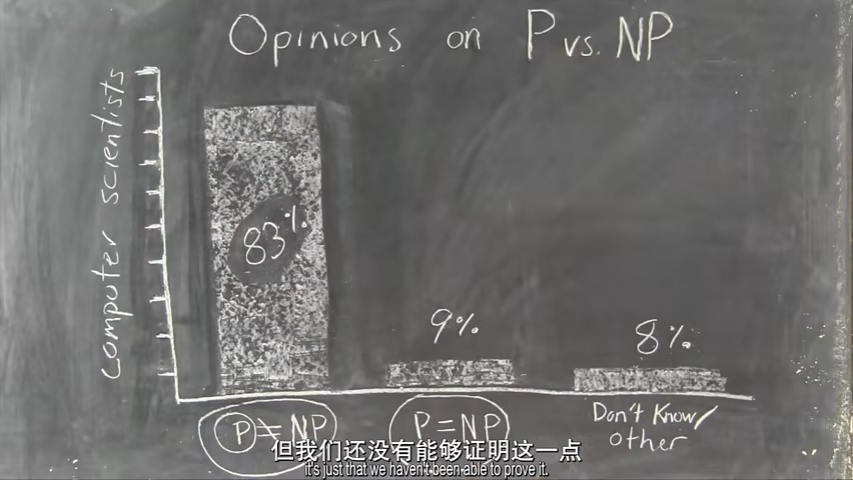 Opinions on P vs. NP
computer scientists
83%
9%
8%
P≠NP
P=NP
Don't Know/
Other
但我们还没有能够证明这一点
it's just that we haven't been able to prove it.